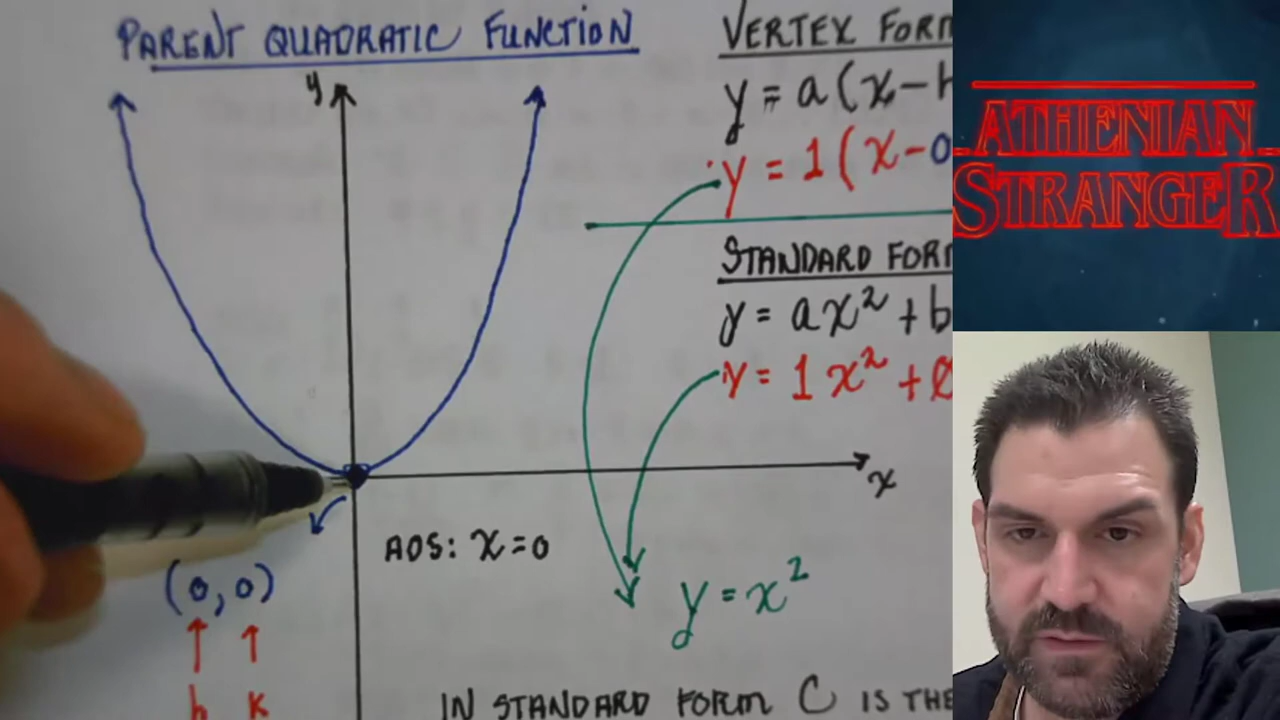 PARENT QUADRATIC FUNCTION
y
(0,0)
h K
AOS: x=0
x
VERTEX FORM
y = a(x-h
y = 1(x-0
STANDARD FORM
y = ax² + b
y = 1x² + 0
y = x²
IN STANDARD FORM C IS THE
ATHENIAN
STRANGER